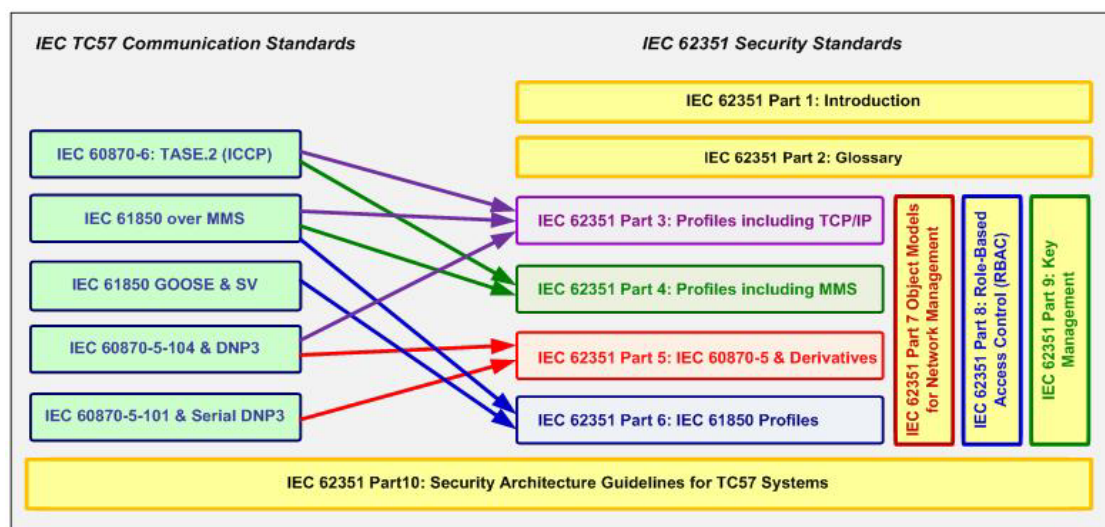 IEC TC57 Communication Standards
IEC 62351 Security Standards
IEC 62351 Part 1: Introduction
IEC 60870-6: TASE.2 (ICCP)
IEC 62351 Part 2: Glossary
IEC 61850 over MMS
IEC 62351 Part 3: Profiles including TCP/IP
IEC 61850 GOOSE & SV
IEC 62351 Part 4: Profiles including MMS
IEC 60870-5-104 & DNP3
IEC 62351 Part 5: IEC 60870-5 & Derivatives
IEC 60870-5-101 & Serial DNP3
IEC 62351 Part 6: IEC 61850 Profiles
IEC 62351 Part 7 Object Models
for Network Management
IEC 62351 Part 8: Role-Based
Access Control (RBAC)
IEC 62351 Part 9: Key
Management
IEC 62351 Part10: Security Architecture Guidelines for TC57 Systems